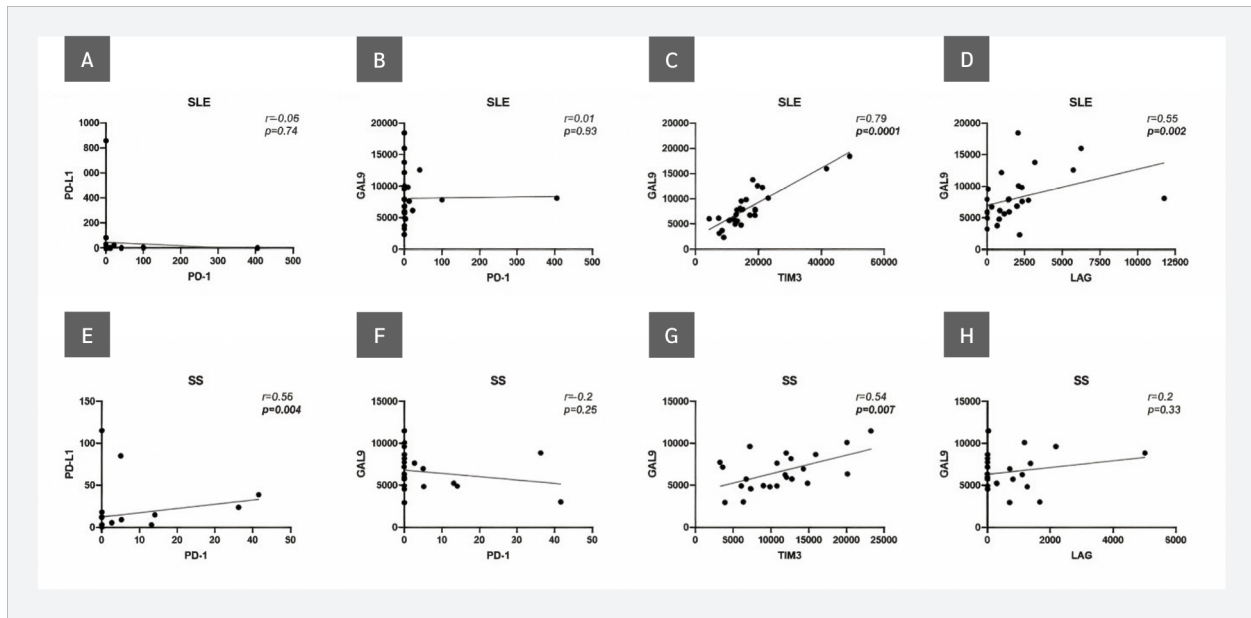 A
SLE
r=-0.06
p=0.74
1000
800
600
400
200
0
PD-L1
0 100 200 300 400 500
PD-1
B
SLE
r=0.01
p=0.93
20000
15000
10000
5000
0
GAL9
0 100 200 300 400 500
PD-1
C
SLE
r=0.79
p<0.0001
20000
20000
15000
10000
5000
0
GAL9
0 20000 40000 60000
TIM3
D
SLE
r=0.55
p=0.002
20000
15000
10000
5000
0
GAL9
0 2500 5000 7500 10000 12500
LAG
E
SS
r=0.56
p=0.004
150
100
50
0
PD-L1
0 10 20 30 40 50
PD-1
F
SS
r=-0.2
p=0.25
15000
10000
5000
0
GAL9
0 10 20 30 40 50
PD-1
G
SS
r=0.54
p=0.007
15000
10000
5000
0
GAL9
0 5000 10000 15000 20000 25000
TIM3
H
SS
r=0.2
p=0.33
15000
10000
5000
0
GAL9
0 2000 4000 5000
LAG